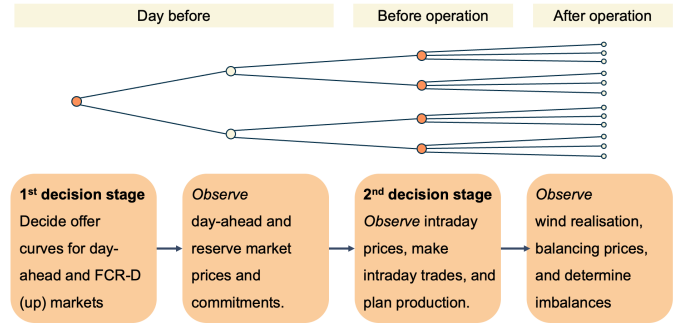 Day before
Before operation
After operation
1st decision stage
Decide offer
curves for day-
ahead and FCR-D
(up) markets
Observe
day-ahead and
reserve market
prices and
commitments.
2nd decision stage
Observe intraday
prices, make
intraday trades, and
plan production.
Observe
wind realisation,
balancing prices,
and determine
imbalances